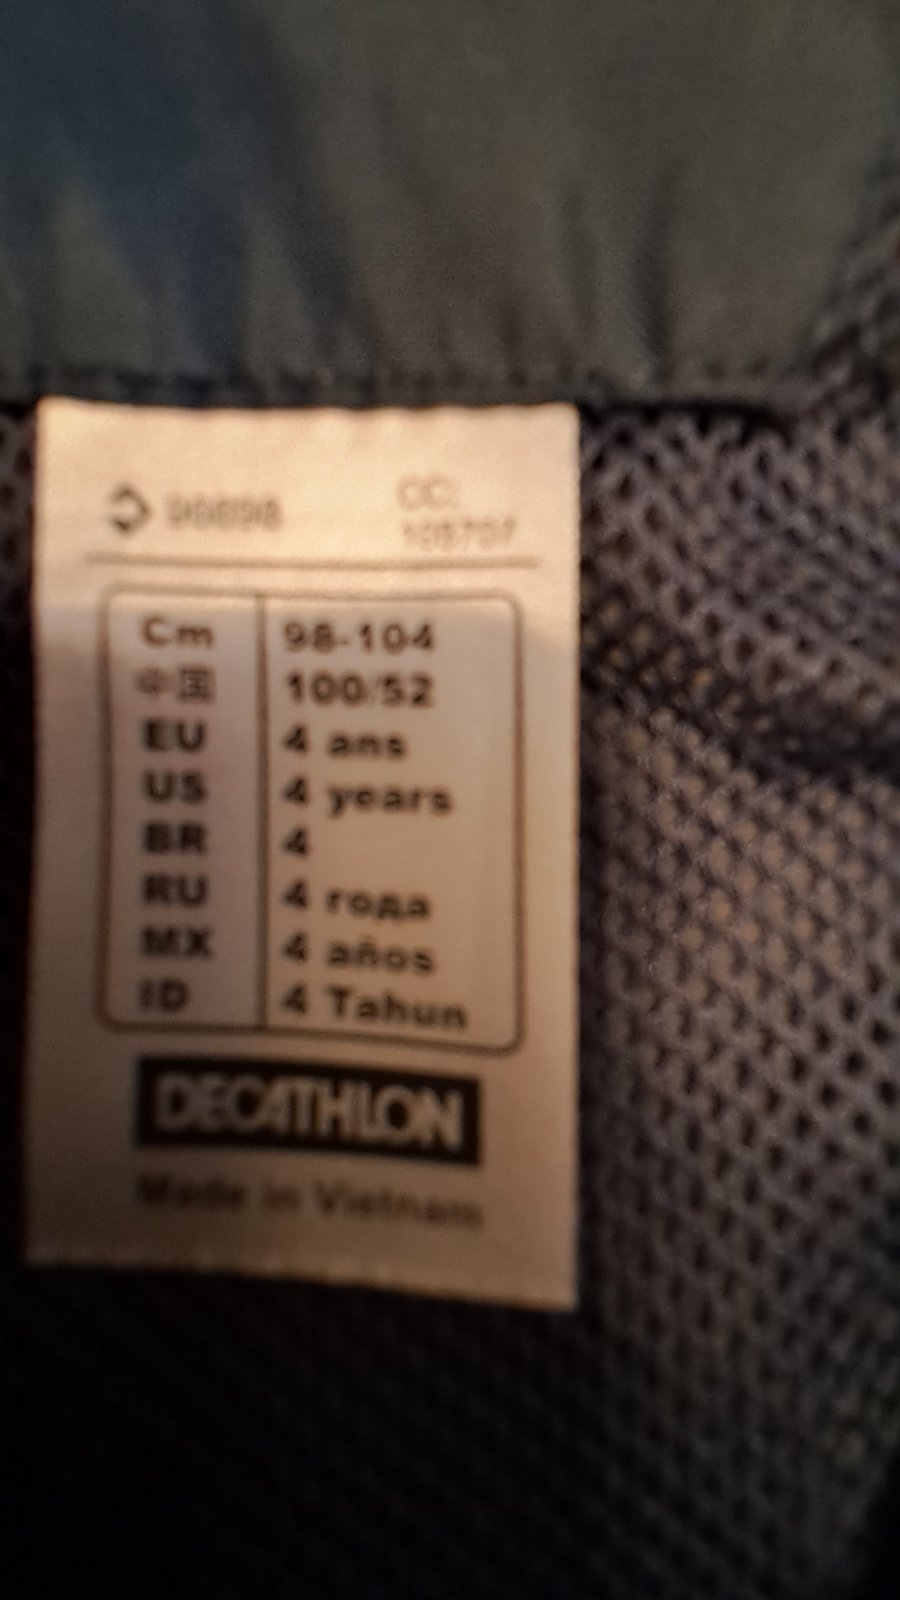 CC:
Cm 98-104
中国 100/52
EU 4 ans
US 4 years
BR 4
RU 4 года
MX 4 años
ID 4 Tahun
DECATHLON
Made in Vietnam